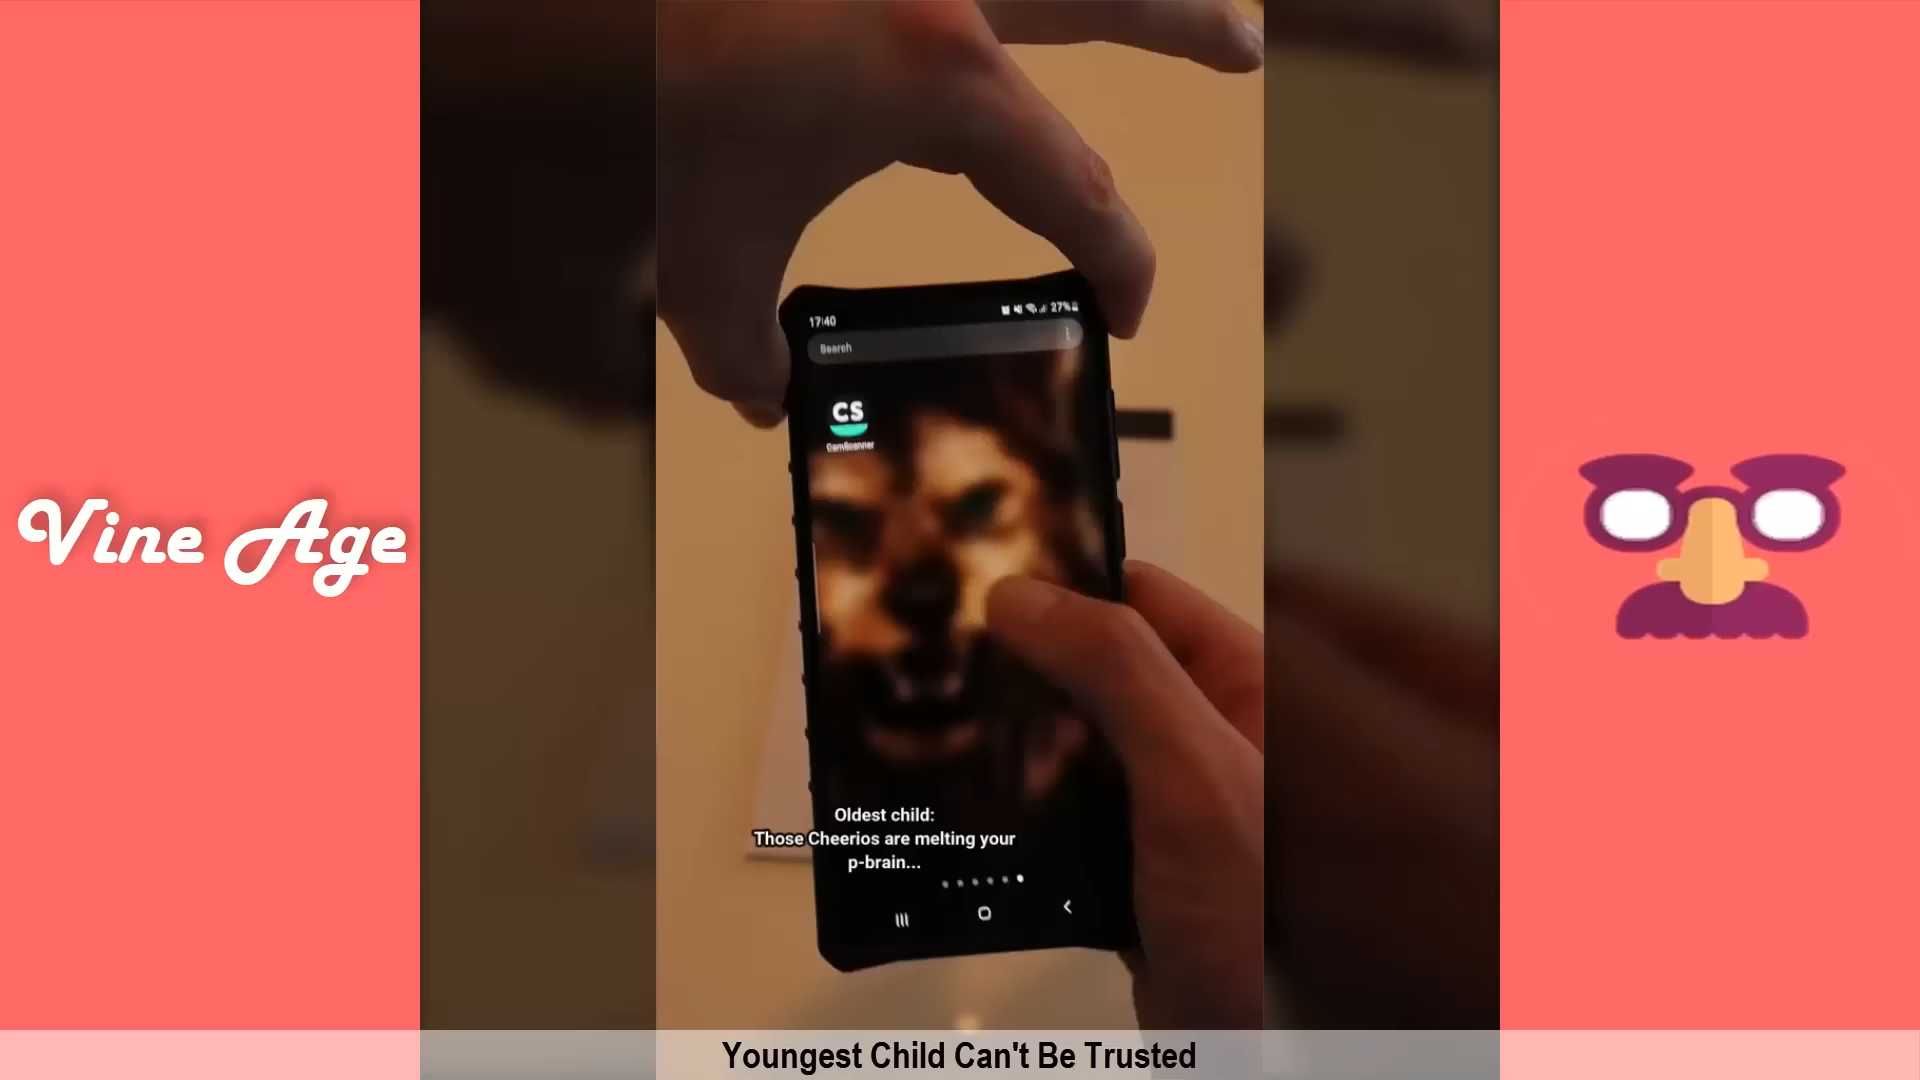 Vine Age
17:40
27%
Search
CS
CamScanner
Oldest child:
Those Cheerios are melting your
p-brain...
Youngest Child Can't Be Trusted